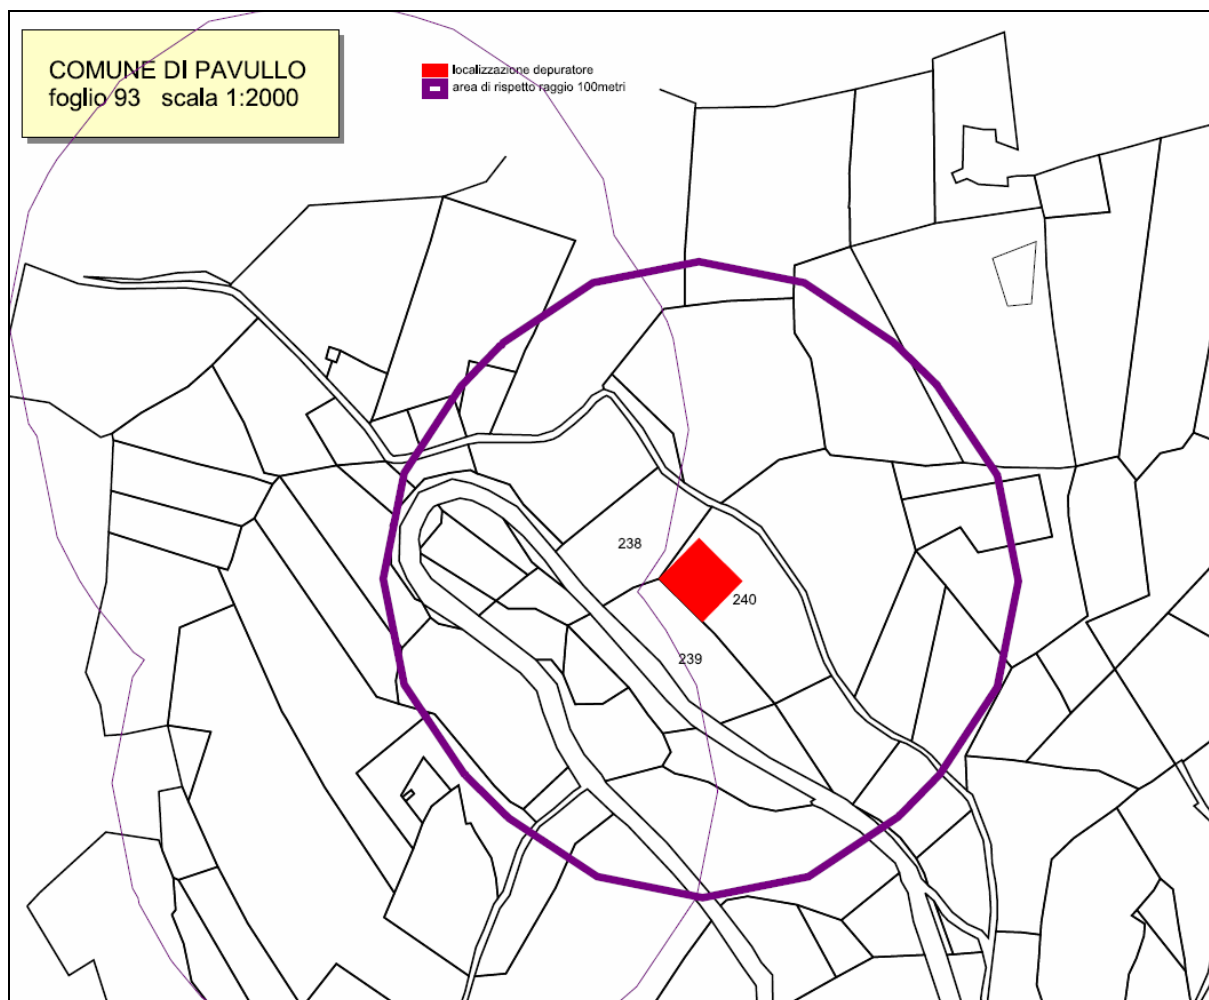 COMUNE DI PAVULLO
foglio 93 scala 1:2000
localizzazione depuratore
area di rispetto raggio 100metri
238
240
239